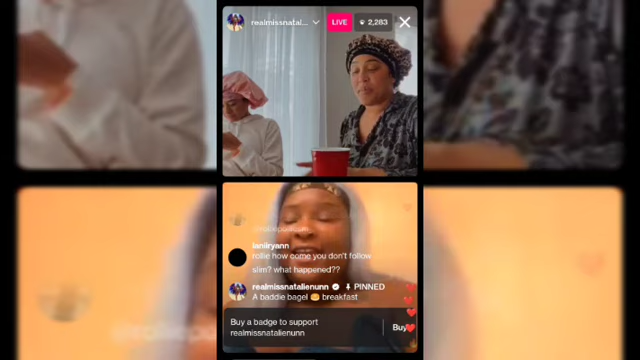 realmissnatal...
LIVE
2,283
ianiiryann
rollie how come you don't follow
slim? what happened??
realmissnatalienunn PINNED
A baddie bagel 🥯 breakfast
Buy a badge to support
realmissnatalienunn
Buy